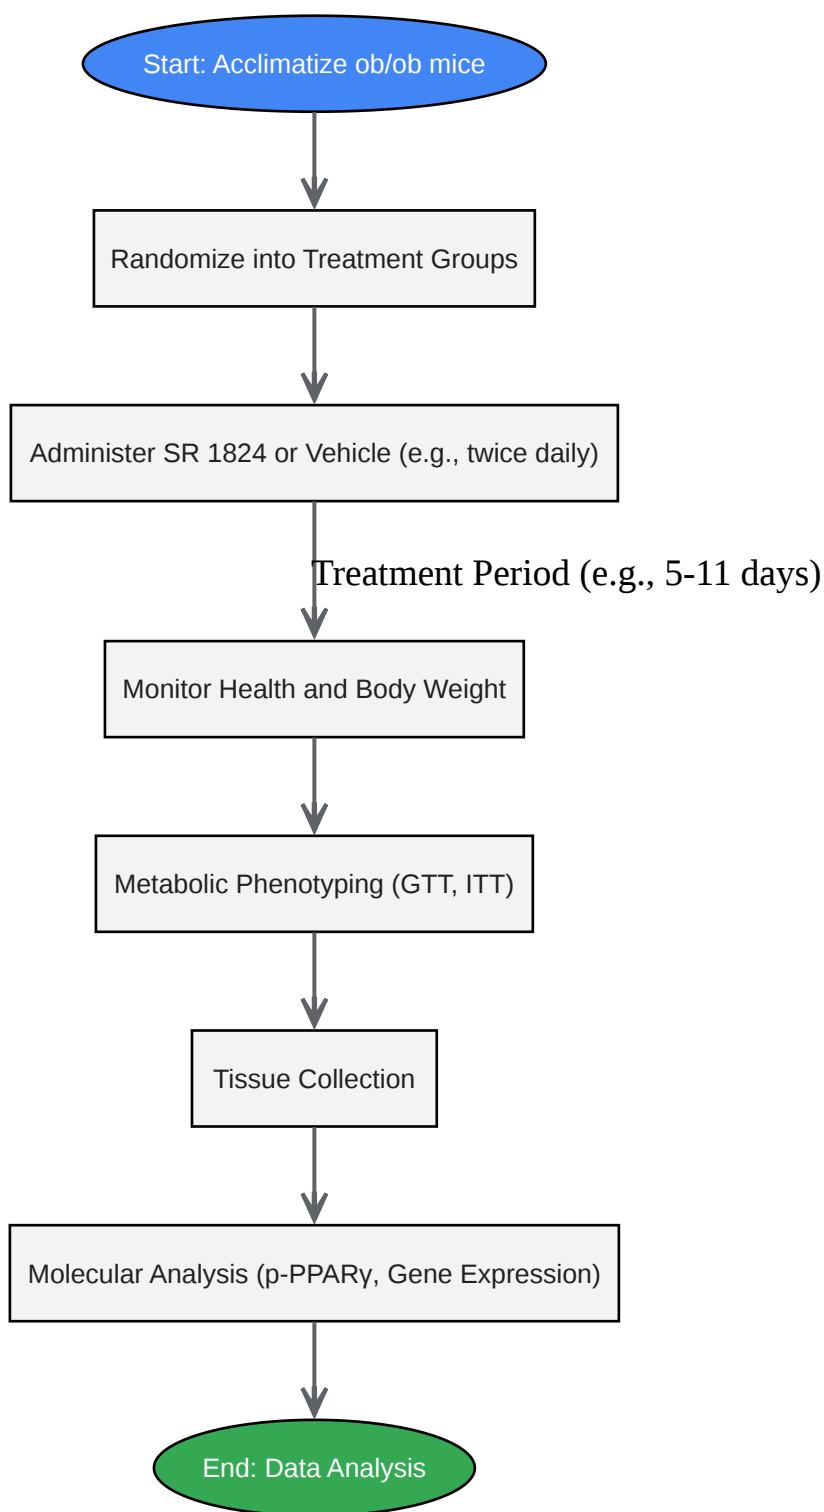 Start: Acclimatize ob/ob mice
Randomize into Treatment Groups
Administer SR 1824 or Vehicle (e.g., twice daily)
Treatment Period (e.g., 5-11 days)
Monitor Health and Body Weight
Metabolic Phenotyping (GTT, ITT)
Tissue Collection
Molecular Analysis (p-PPARγ, Gene Expression)
End: Data Analysis